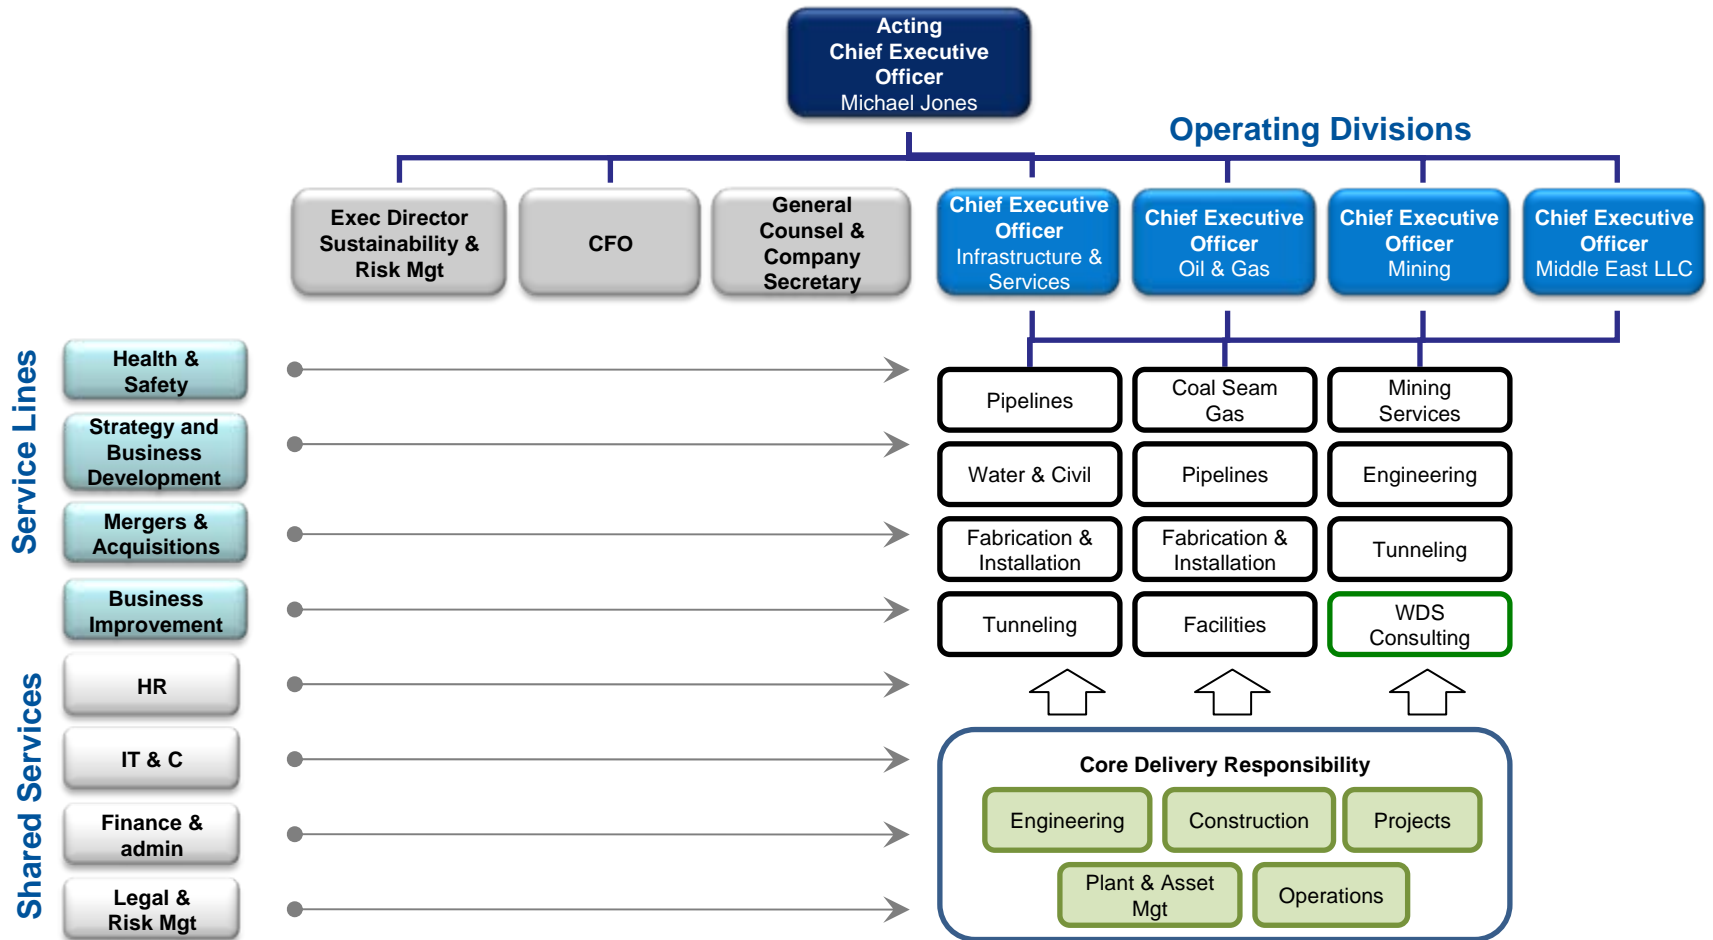 Acting
Chief Executive
Officer
Michael Jones
Operating Divisions
Exec Director
Sustainability &
Risk Mgt
CFO
General
Counsel &
Company
Secretary
Chief Executive
Officer
Infrastructure &
Services
Chief Executive
Officer
Oil & Gas
Chief Executive
Officer
Mining
Chief Executive
Officer
Middle East LLC
Service Lines
Health &
Safety
Strategy and
Business
Development
Mergers &
Acquisitions
Business
Improvement
Shared Services
HR
IT & C
Finance &
admin
Legal &
Risk Mgt
Pipelines
Coal Seam
Gas
Mining
Services
Water & Civil
Pipelines
Engineering
Fabrication &
Installation
Fabrication &
Installation
Tunneling
Tunneling
Facilities
WDS
Consulting
Core Delivery Responsibility
Engineering
Construction
Projects
Plant & Asset
Mgt
Operations